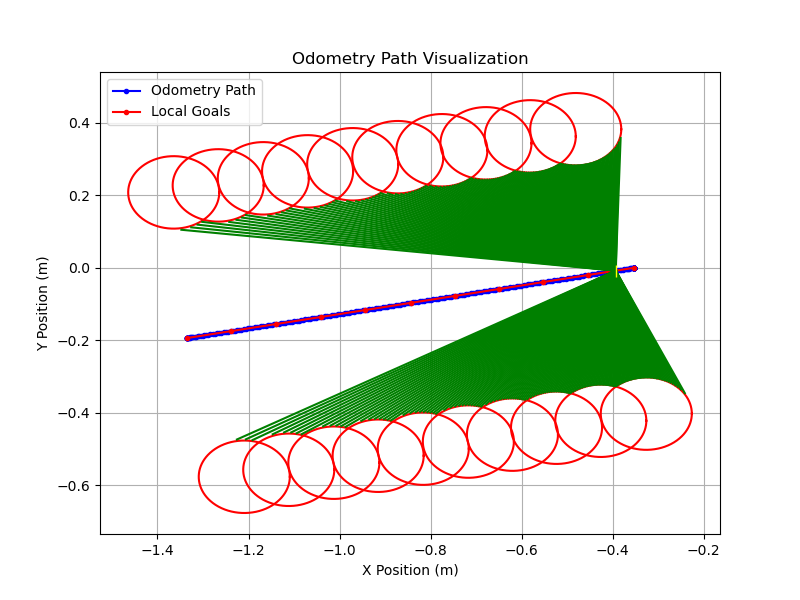 Odometry Path Visualization
Odometry Path
Local Goals
Y Position (m)
0.4
0.2
0.0
−0.2
−0.4
−0.6
−1.4 −1.2 −1.0 −0.8 −0.6 −0.4 −0.2
X Position (m)